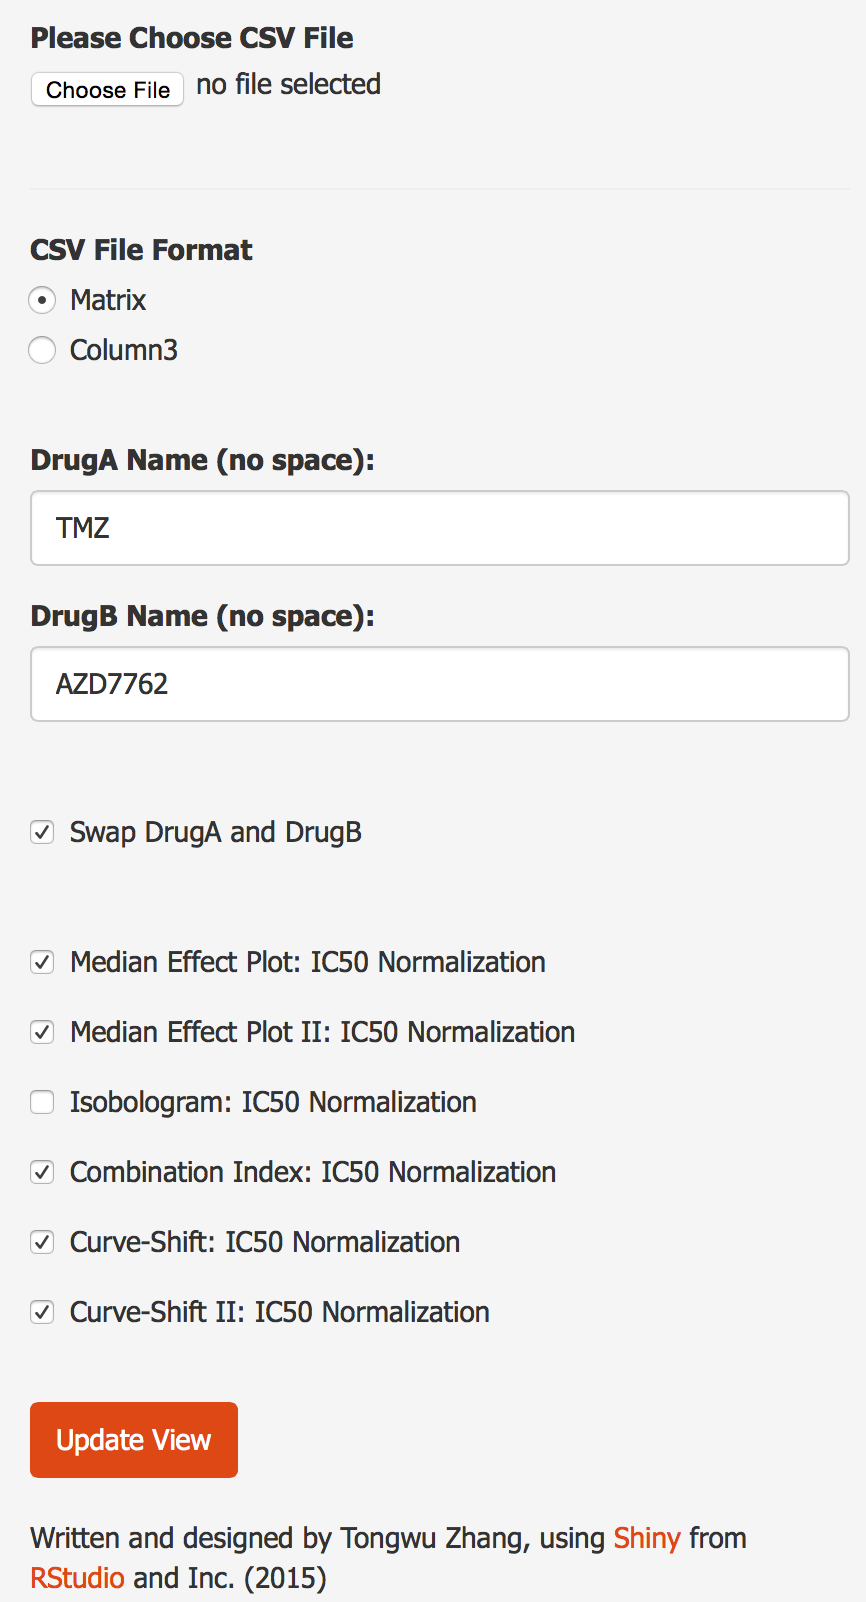 Please Choose CSV File
Choose File no file selected
CSV File Format
Matrix
Column3
DrugA Name (no space):
TMZ
DrugB Name (no space):
AZD7762
Swap DrugA and DrugB
Median Effect Plot: IC50 Normalization
Median Effect Plot II: IC50 Normalization
Isobologram: IC50 Normalization
Combination Index: IC50 Normalization
Curve-Shift: IC50 Normalization
Curve-Shift II: IC50 Normalization
Update View
Written and designed by Tongwu Zhang, using Shiny from
RStudio and Inc. (2015)